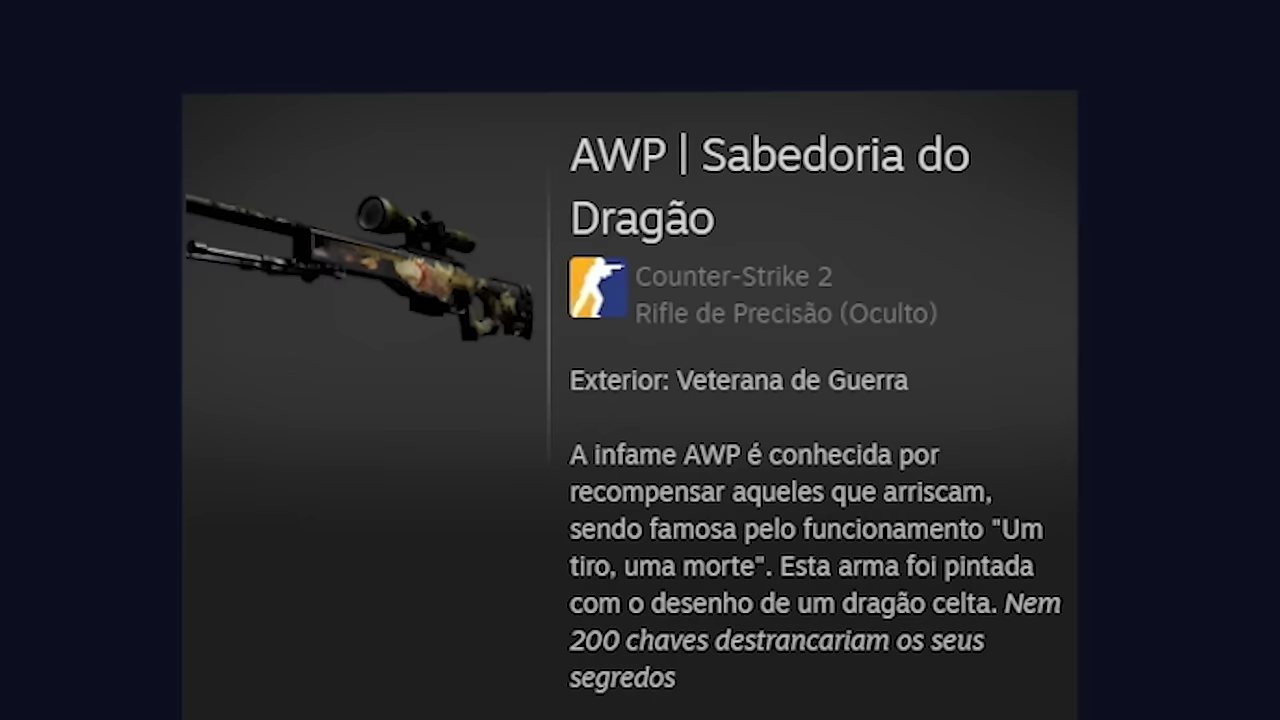 AWP | Sabedoria do
Dragão
Counter-Strike 2
Rifle de Precisão (Oculto)
Exterior: Veterana de Guerra
A infame AWP é conhecida por
recompensar aqueles que arriscam,
sendo famosa pelo funcionamento "Um
tiro, uma morte". Esta arma foi pintada
com o desenho de um dragão celta. Nem
200 chaves destrancariam os seus
segredos